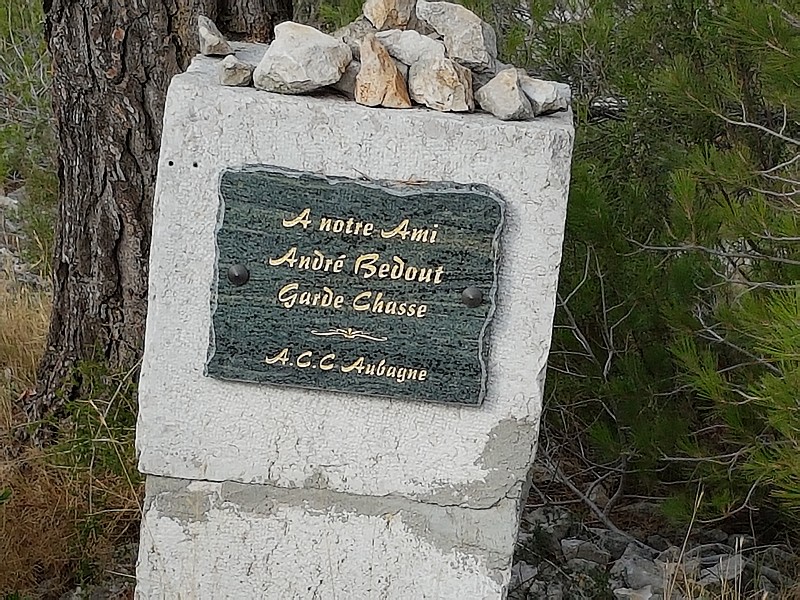 A notre Ami
André Bedout
Garde Chasse
A.C.C Aubagne